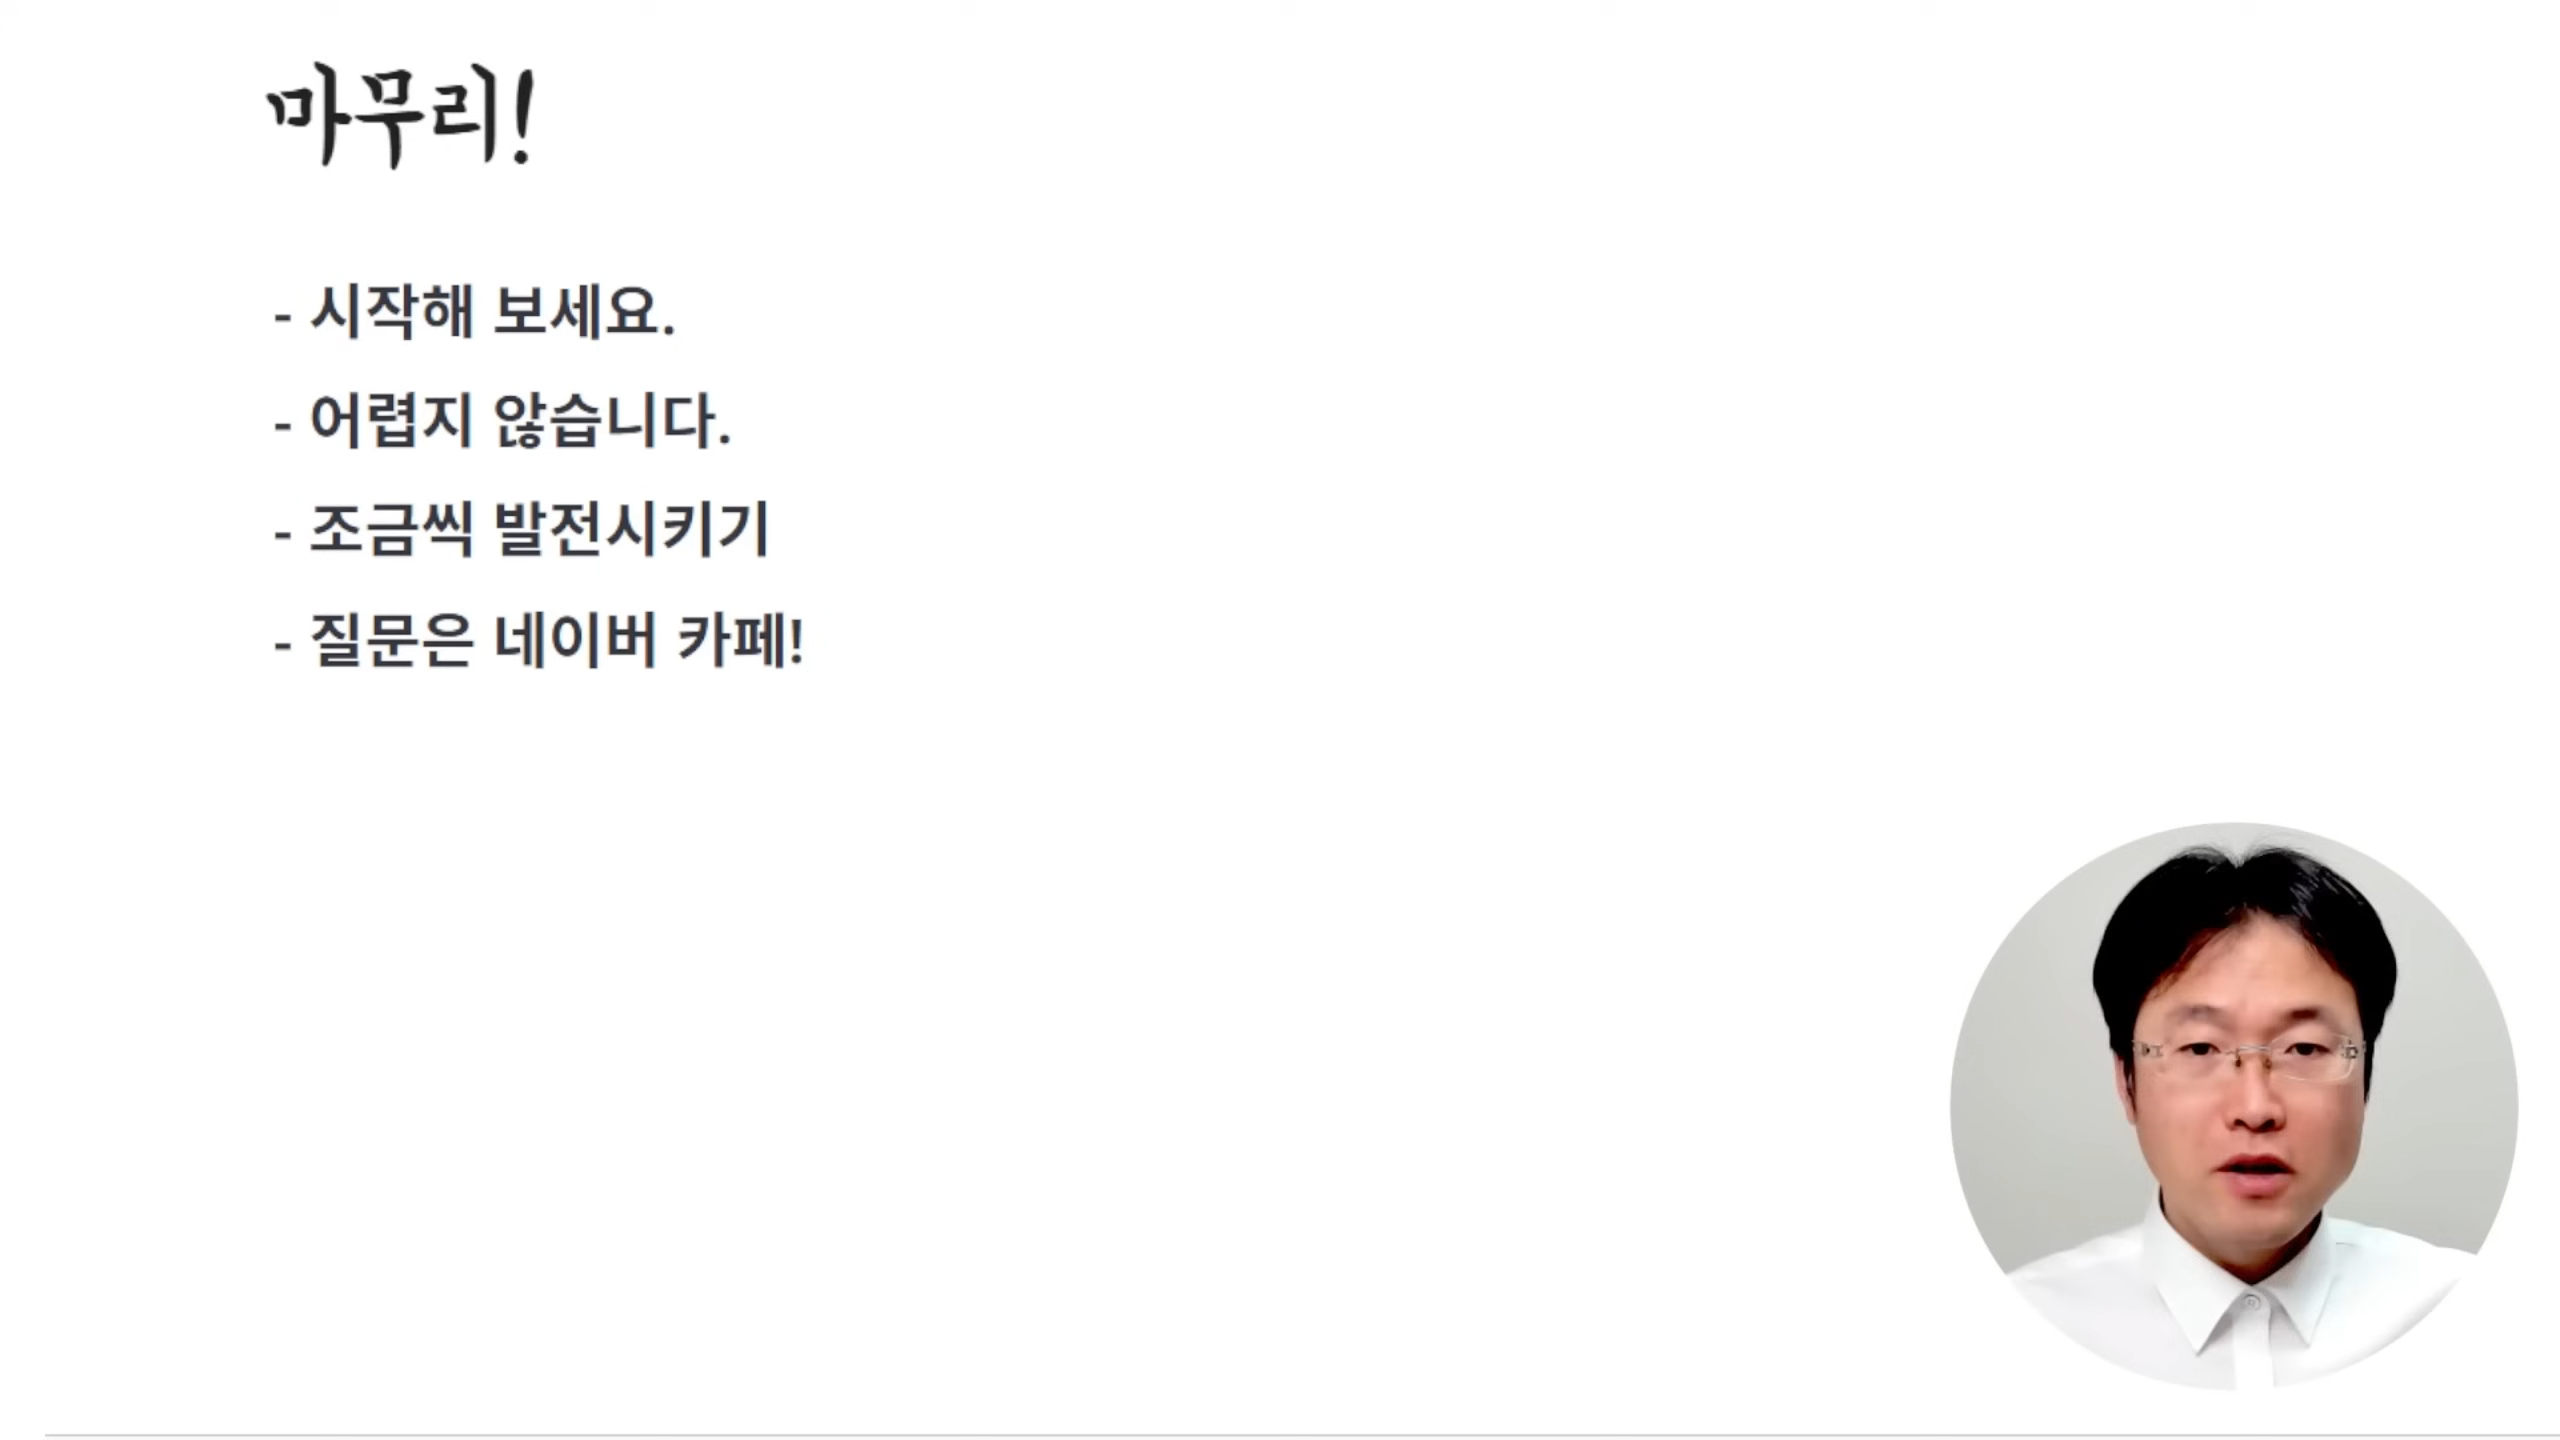 마무리!
- 시작해 보세요.
- 어렵지 않습니다.
- 조금씩 발전시키기
- 질문은 네이버 카페!